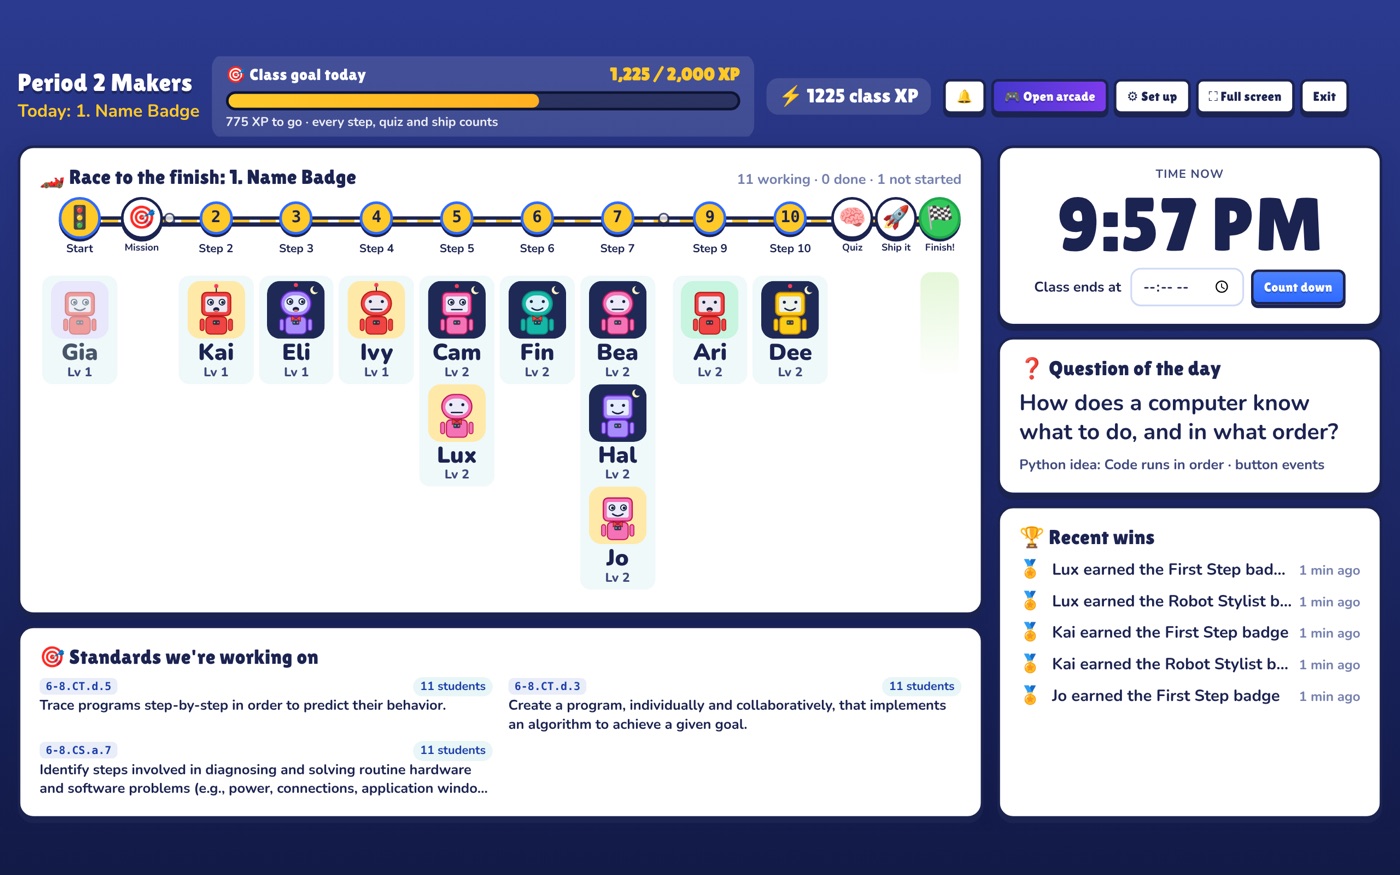 Period 2 Makers
Today: 1. Name Badge
Class goal today
1,225 / 2,000 XP
775 XP to go · every step, quiz and ship counts
1225 class XP
Open arcade
Set up
Full screen
Exit
Race to the finish: 1. Name Badge
11 working · 0 done · 1 not started
2 3 4 5 6 7 9 10
Start Mission Step 2 Step 3 Step 4 Step 5 Step 6 Step 7 Step 9 Step 10 Quiz Ship it Finish!
Gia Kai Eli Ivy Cam Fin Bea Ari Dee
Lv 1 Lv 1 Lv 1 Lv 1 Lv 2 Lv 2 Lv 2 Lv 2 Lv 2
Lux Hal
Lv 2 Lv 2
Jo
Lv 2
Standards we're working on
6-8.CT.d.5 11 students
Trace programs step-by-step in order to predict their behavior.
6-8.CT.d.3 11 students
Create a program, individually and collaboratively, that implements
an algorithm to achieve a given goal.
6-8.CS.a.7 11 students
Identify steps involved in diagnosing and solving routine hardware
and software problems (e.g., power, connections, application windo...
TIME NOW
9:57 PM
Class ends at --:-- -- Count down
Question of the day
How does a computer know
what to do, and in what order?
Python idea: Code runs in order · button events
Recent wins
Lux earned the First Step bad... 1 min ago
Lux earned the Robot Stylist b... 1 min ago
Kai earned the First Step badge 1 min ago
Kai earned the Robot Stylist b... 1 min ago
Jo earned the First Step badge 1 min ago